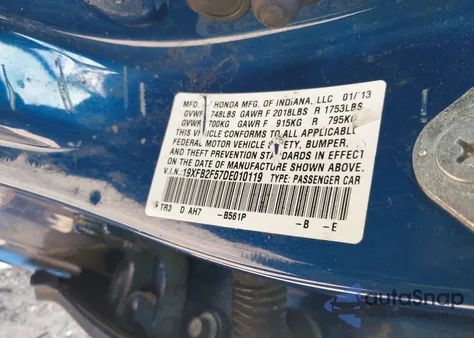 MFD. BY HONDA MFG. OF INDIANA, LLC 01/13
GVWR 748LBS GAWR F 2018LBS R 1753LBS
GVWR 700KG GAWR F 915KG R 795KG
THIS VEHICLE CONFORMS TO ALL APPLICABLE
FEDERAL MOTOR VEHICLE SAFETY, BUMPER,
AND THEFT PREVENTION STANDARDS IN EFFECT
ON THE DATE OF MANUFACTURE SHOWN ABOVE.
V.I.N.: 19XFB2F57DE010119 TYPE: PASSENGER CAR
TR3 D AH7 -B561P -B -E
autoSnap